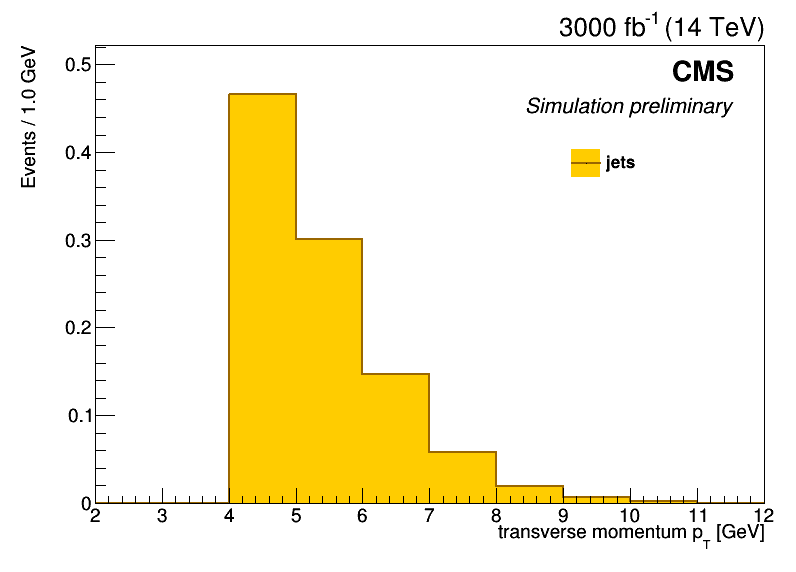 3000 fb⁻¹ (14 TeV)
Events / 1.0 GeV
CMS
Simulation preliminary
jets
0.5
0.4
0.3
0.2
0.1
0
2 3 4 5 6 7 8 9 10 11 12
transverse momentum p_T [GeV]